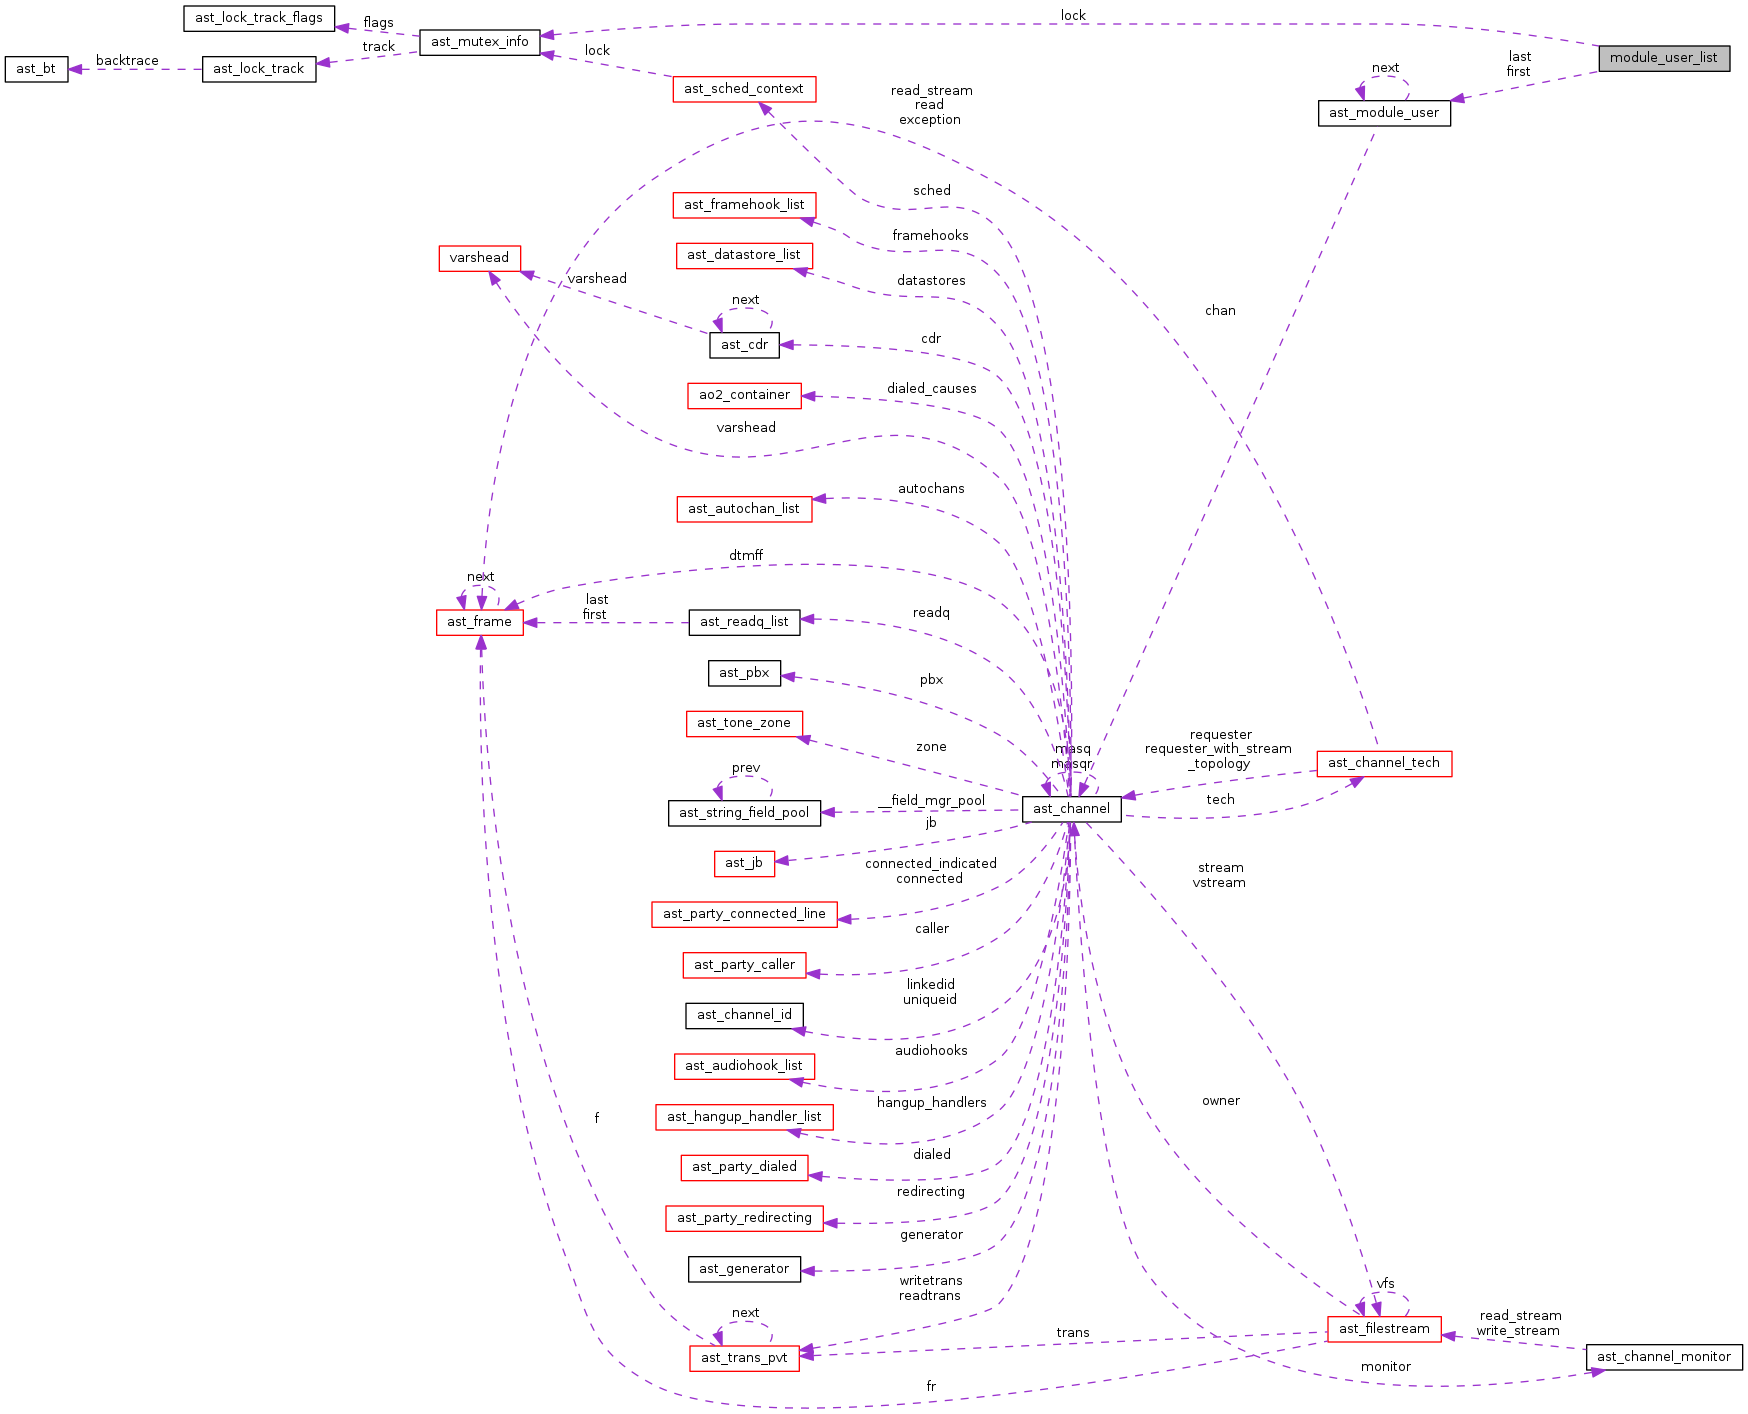 ast_lock_track_flags
flags
lock
ast_mutex_info
track
lock
module_user_list
backtrace
ast_bt
ast_lock_track
last
first
next
ast_sched_context
read_stream
read
exception
ast_module_user
sched
ast_framehook_list
framehooks
ast_datastore_list
varshead
varshead
datastores
next
chan
cdr
ast_cdr
dialed_causes
ao2_container
varshead
autochans
ast_autochan_list
dtmff
next
last
first
readq
ast_frame
ast_readq_list
ast_pbx
pbx
ast_tone_zone
zone
requester
requester_with_stream
_topology
masq
masqr
ast_channel_tech
prev
__field_mgr_pool
tech
ast_string_field_pool
ast_channel
jb
ast_jb
connected_indicated
connected
stream
vstream
ast_party_connected_line
caller
ast_party_caller
linkedid
uniqueid
ast_channel_id
audiohooks
ast_audiohook_list
hangup_handlers
owner
f
ast_hangup_handler_list
dialed
ast_party_dialed
redirecting
ast_party_redirecting
generator
ast_generator
writetrans
readtrans
vfs
next
read_stream
write_stream
trans
ast_filestream
ast_trans_pvt
ast_channel_monitor
monitor
fr